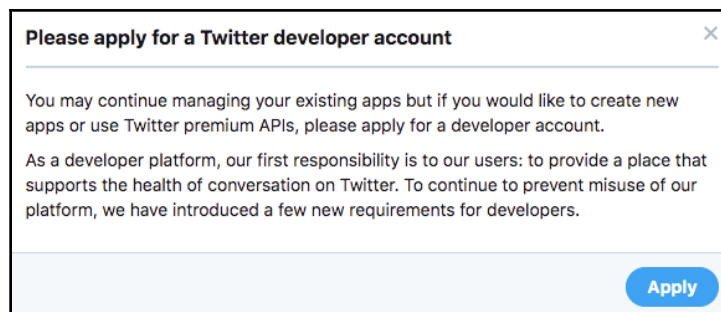 Please apply for a Twitter developer account
You may continue managing your existing apps but if you would like to create new
apps or use Twitter premium APIs, please apply for a developer account.
As a developer platform, our first responsibility is to our users: to provide a place that
supports the health of conversation on Twitter. To continue to prevent misuse of our
platform, we have introduced a few new requirements for developers.
Apply